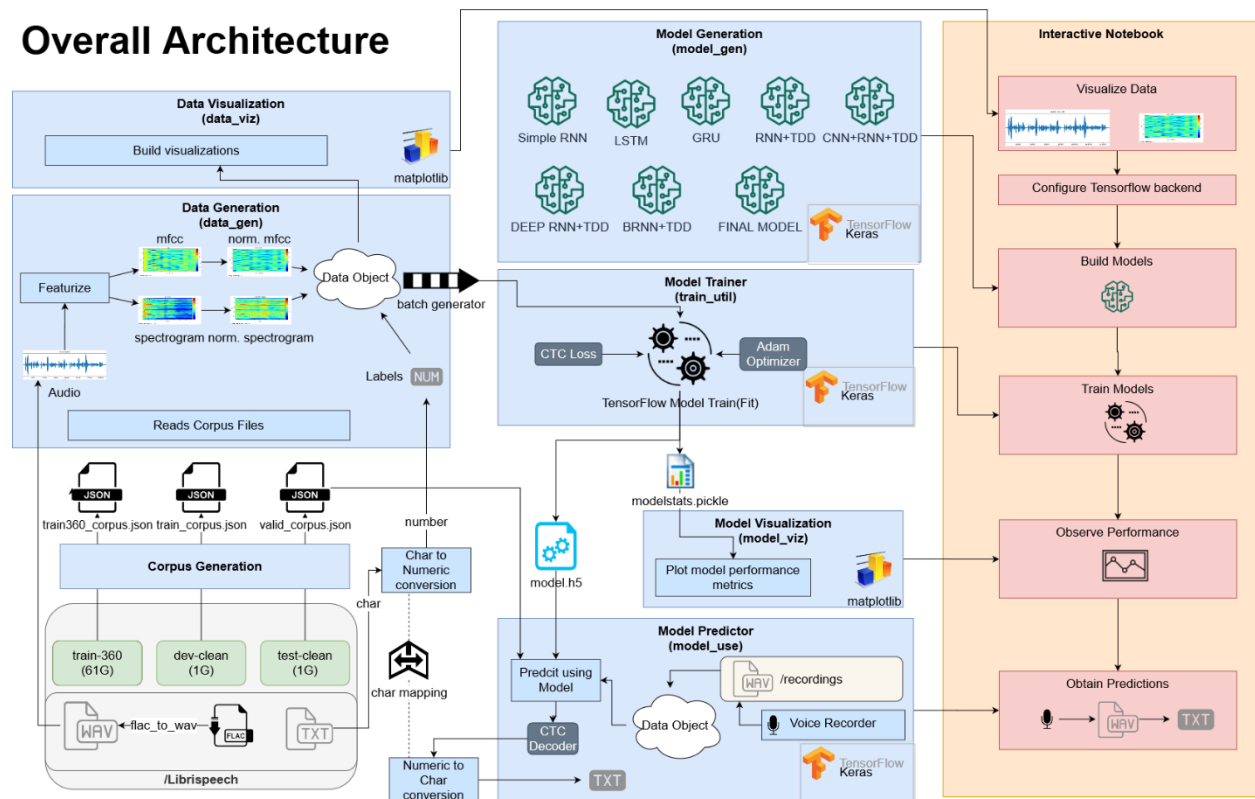 Overall Architecture
Data Visualization
(data_viz)
Build visualizations
matplotlib
Data Generation
(data_gen)
mfcc
norm. mfcc
Featurize
Data Object
batch generator
spectrogram
norm. spectrogram
Audio
Labels
NUM
Reads Corpus Files
JSON
JSON
JSON
train360_corpus.json
train_corpus.json
valid_corpus.json
number
Corpus Generation
Char to
Numeric
conversion
char
train-360
(61G)
dev-clean
(1G)
test-clean
(1G)
char mapping
WAV
flac_to_wav
FLAC
TXT
/Librispeech
Numeric to
Char
conversion
Model Generation
(model_gen)
Simple RNN
LSTM
GRU
RNN+TDD
CNN+RNN+TDD
DEEP RNN+TDD
BRNN+TDD
FINAL MODEL
TensorFlow
Keras
Model Trainer
(train_util)
CTC Loss
Adam
Optimizer
TensorFlow Model Train(Fit)
TensorFlow
Keras
modelstats.pickle
model.h5
Model Visualization
(model_viz)
Plot model performance
metrics
matplotlib
Model Predictor
(model_use)
Predcit using
Model
WAV
/recordings
Data Object
Voice Recorder
CTC
Decoder
TXT
TensorFlow
Keras
Interactive Notebook
Visualize Data
Configure Tensorflow backend
Build Models
Train Models
Observe Performance
Obtain Predictions
WAV
TXT